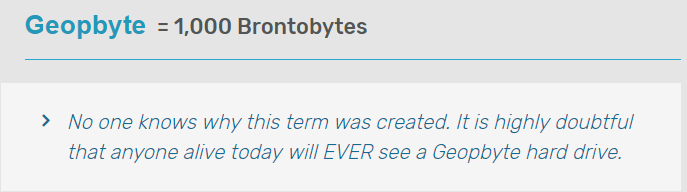 Geopbyte = 1,000 Brontobytes
> No one knows why this term was created. It is highly doubtful
that anyone alive today will EVER see a Geopbyte hard drive.